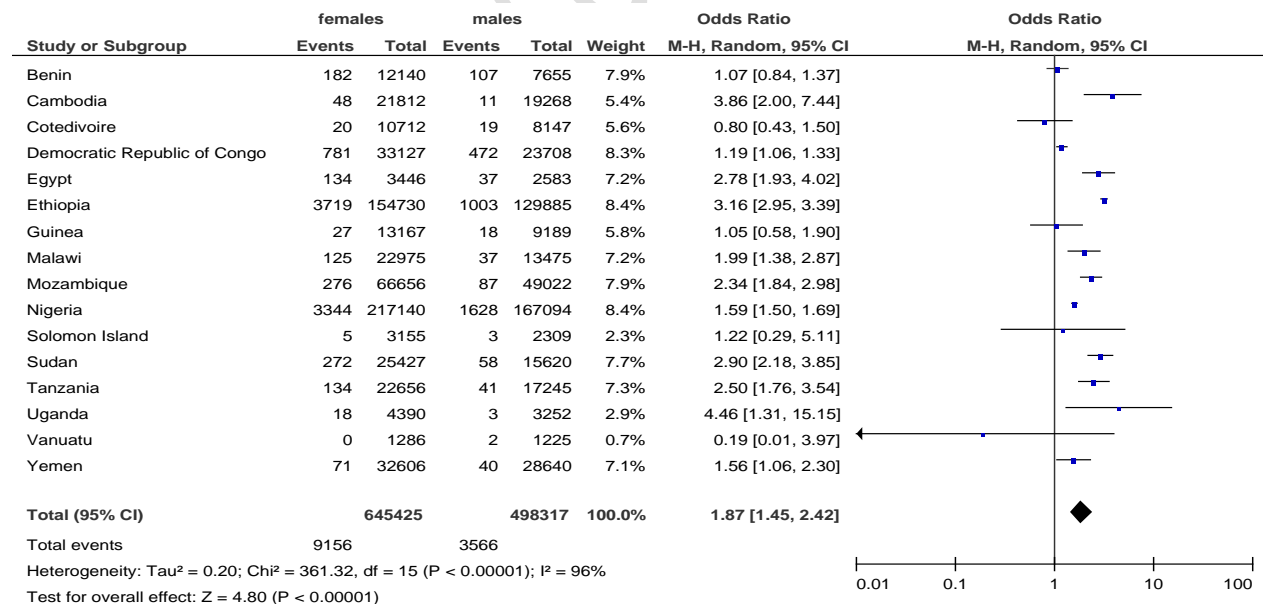 females males Odds Ratio Odds Ratio
Study or Subgroup Events Total Events Total Weight M-H, Random, 95% CI M-H, Random, 95% CI
Benin 182 12140 107 7655 7.9% 1.07 [0.84, 1.37]
Cambodia 48 21812 11 19268 5.4% 3.86 [2.00, 7.44]
Cotedivoire 20 10712 19 8147 5.6% 0.80 [0.43, 1.50]
Democratic Republic of Congo 781 33127 472 23708 8.3% 1.19 [1.06, 1.33]
Egypt 134 3446 37 2583 7.2% 2.78 [1.93, 4.02]
Ethiopia 3719 154730 1003 129885 8.4% 3.16 [2.95, 3.39]
Guinea 27 13167 18 9189 5.8% 1.05 [0.58, 1.90]
Malawi 125 22975 37 13475 7.2% 1.99 [1.38, 2.87]
Mozambique 276 66656 87 49022 7.9% 2.34 [1.84, 2.98]
Nigeria 3344 217140 1628 167094 8.4% 1.59 [1.50, 1.69]
Solomon Island 5 3155 3 2309 2.3% 1.22 [0.29, 5.11]
Sudan 272 25427 58 15620 7.7% 2.90 [2.18, 3.85]
Tanzania 134 22656 41 17245 7.3% 2.50 [1.76, 3.54]
Uganda 18 4390 3 3252 2.9% 4.46 [1.31, 15.15]
Vanuatu 0 1286 2 1225 0.7% 0.19 [0.01, 3.97]
Yemen 71 32606 40 28640 7.1% 1.56 [1.06, 2.30]
Total (95% CI) 645425 498317 100.0% 1.87 [1.45, 2.42]
Total events 9156 3566
Heterogeneity: Tau² = 0.20; Chi² = 361.32, df = 15 (P < 0.00001); I² = 96%
Test for overall effect: Z = 4.80 (P < 0.00001)
0.01 0.1 1 10 100